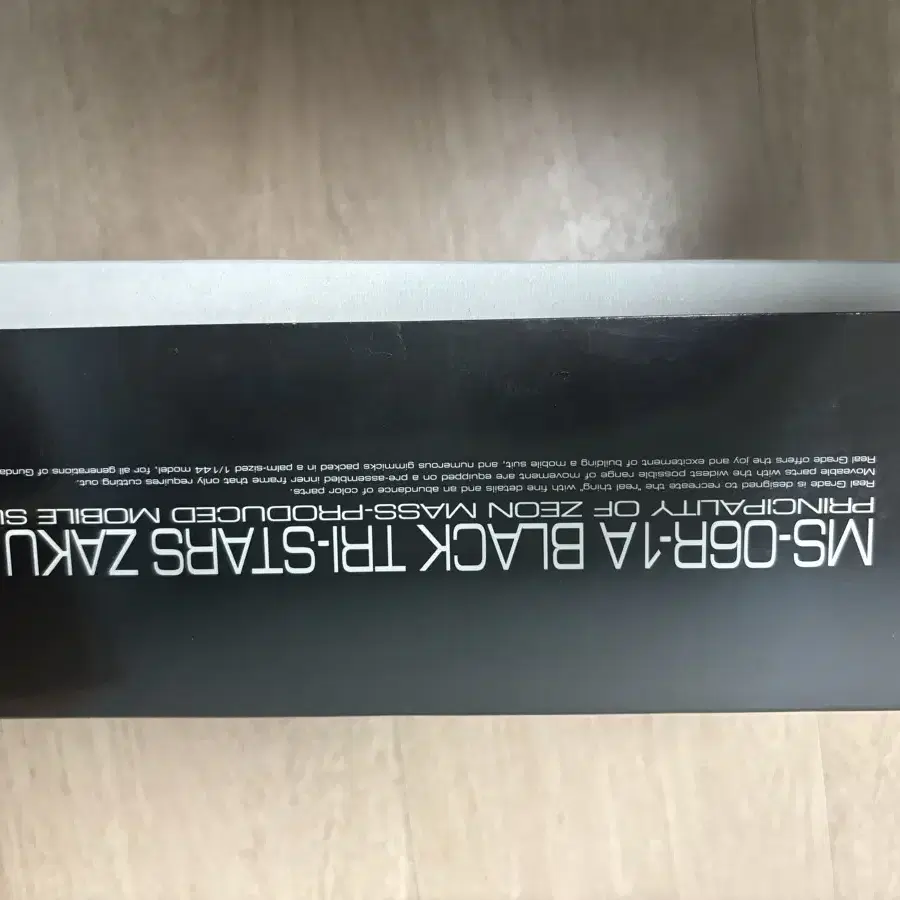 MS-06R-1A BLACK TRI-STARS ZAKU
PRINCIPALITY OF ZEON MASS-PRODUCED MOBILE SU
Real Grade is designed to recreate the "real thing" with fine details and an abundance of color parts.
Moveable parts with the widest possible range of movement are equipped on a pre-assembled inner frame that only requires cutting out.
Real Grade offers the joy and excitement of building a mobile suit, and numerous gimmicks packed in a palm-sized 1/144 model, for all generations of Gunda